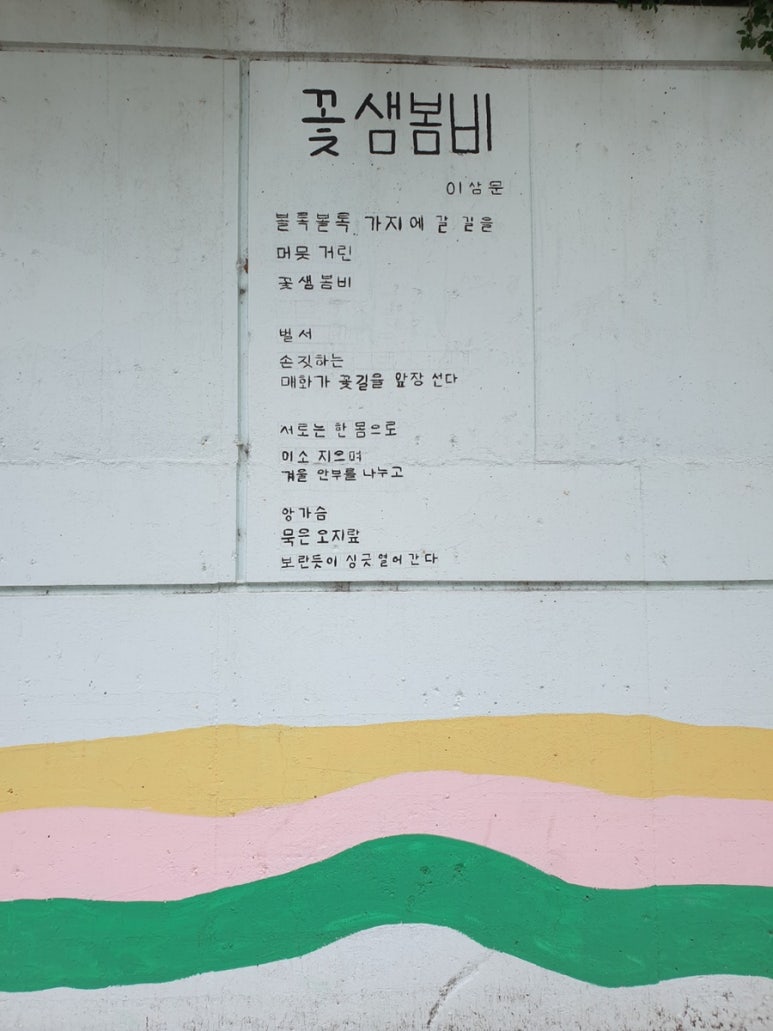 꽃샘봄비
이상문
볼록볼록 가지에 갈 길을
머뭇 거린
꽃샘봄비
벌서
손짓하는
매화가 꽃길을 앞장 선다
서로는 한 몸으로
미소 지으며
겨울 안부를 나누고
앙가슴
묵은 오지랖
보란듯이 싱긋 열어 간다